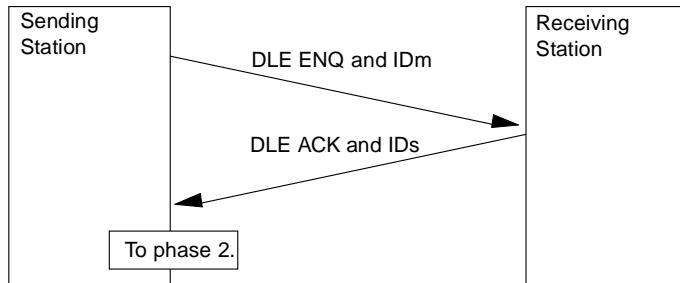 Sending
Station
Receiving
Station
DLE ENQ and IDm
DLE ACK and IDs
To phase 2.